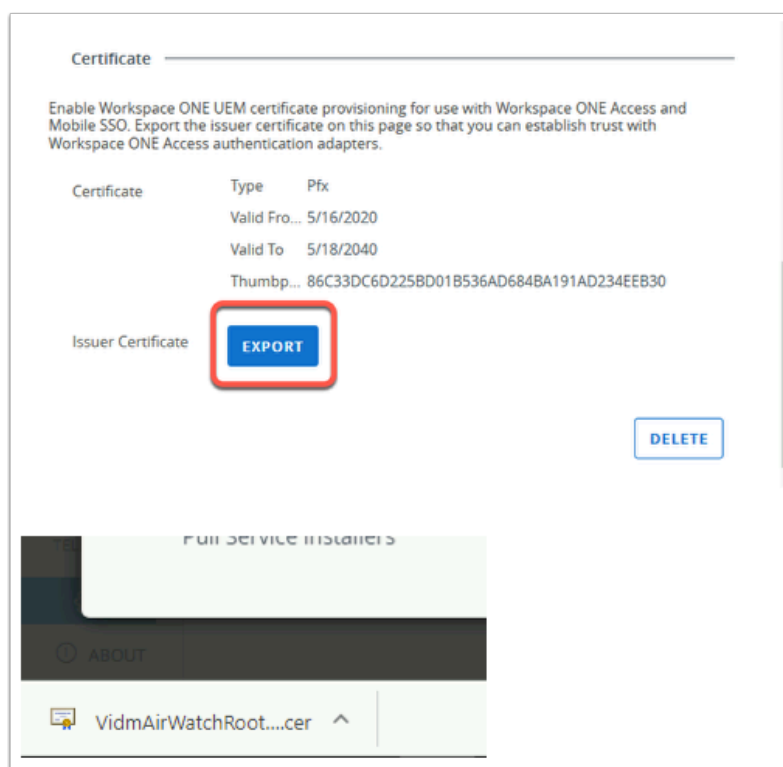 Certificate
Enable Workspace ONE UEM certificate provisioning for use with Workspace ONE Access and
Mobile SSO. Export the issuer certificate on this page so that you can establish trust with
Workspace ONE Access authentication adapters.
Certificate
Type Pfx
Valid Fro... 5/16/2020
Valid To 5/18/2040
Thumbp... 86C33DC6D225BD01B536AD684BA191AD234EEB30
Issuer Certificate
EXPORT
DELETE
Pull Service Installers
ABOUT
VidmAirWatchRoot....cer